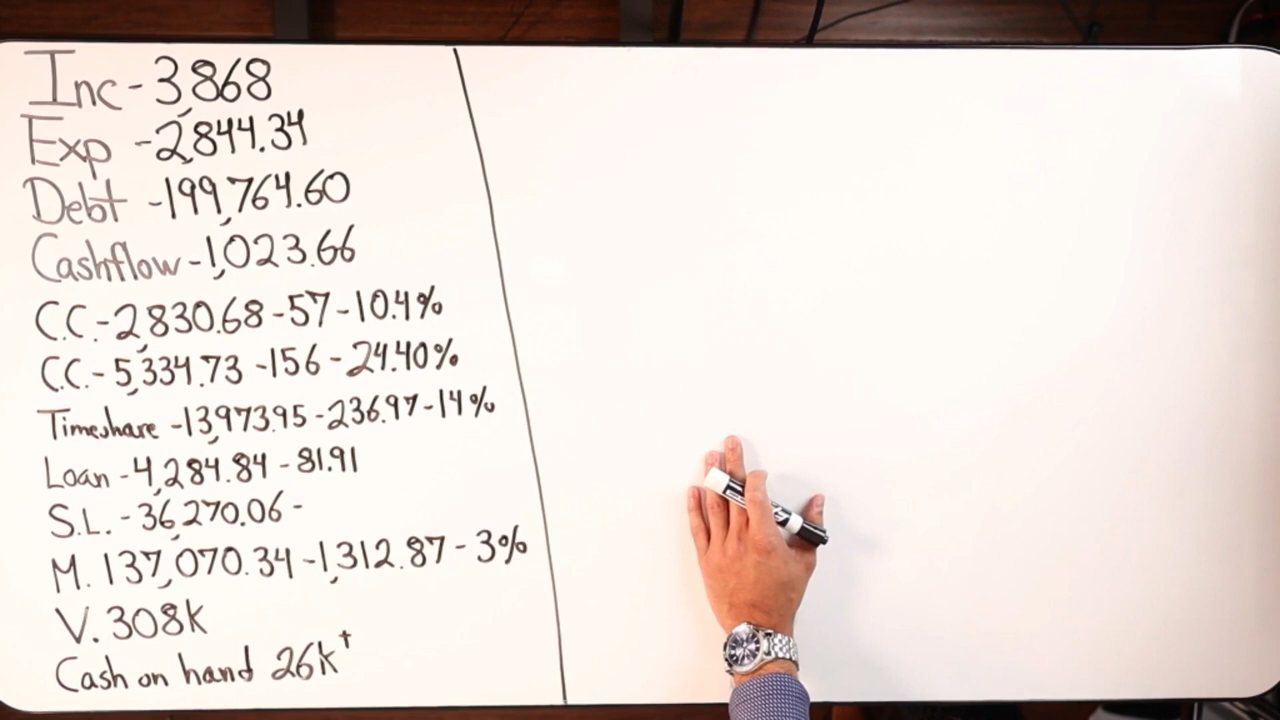 Inc - 3,868
Exp - 2,844.34
Debt - 199,764.60
Cashflow - 1,023.66
C.C. - 2,830.68 - 57 - 10.4%
C.C. - 5,334.73 - 156 - 24.40%
Timeshare - 13,973.95 - 236.97 - 14%
Loan - 4,284.84 - 81.91
S.L. - 36,270.06 -
M. 137,070.34 - 1,312.87 - 3%
V. 308k
Cash on hand 26k+